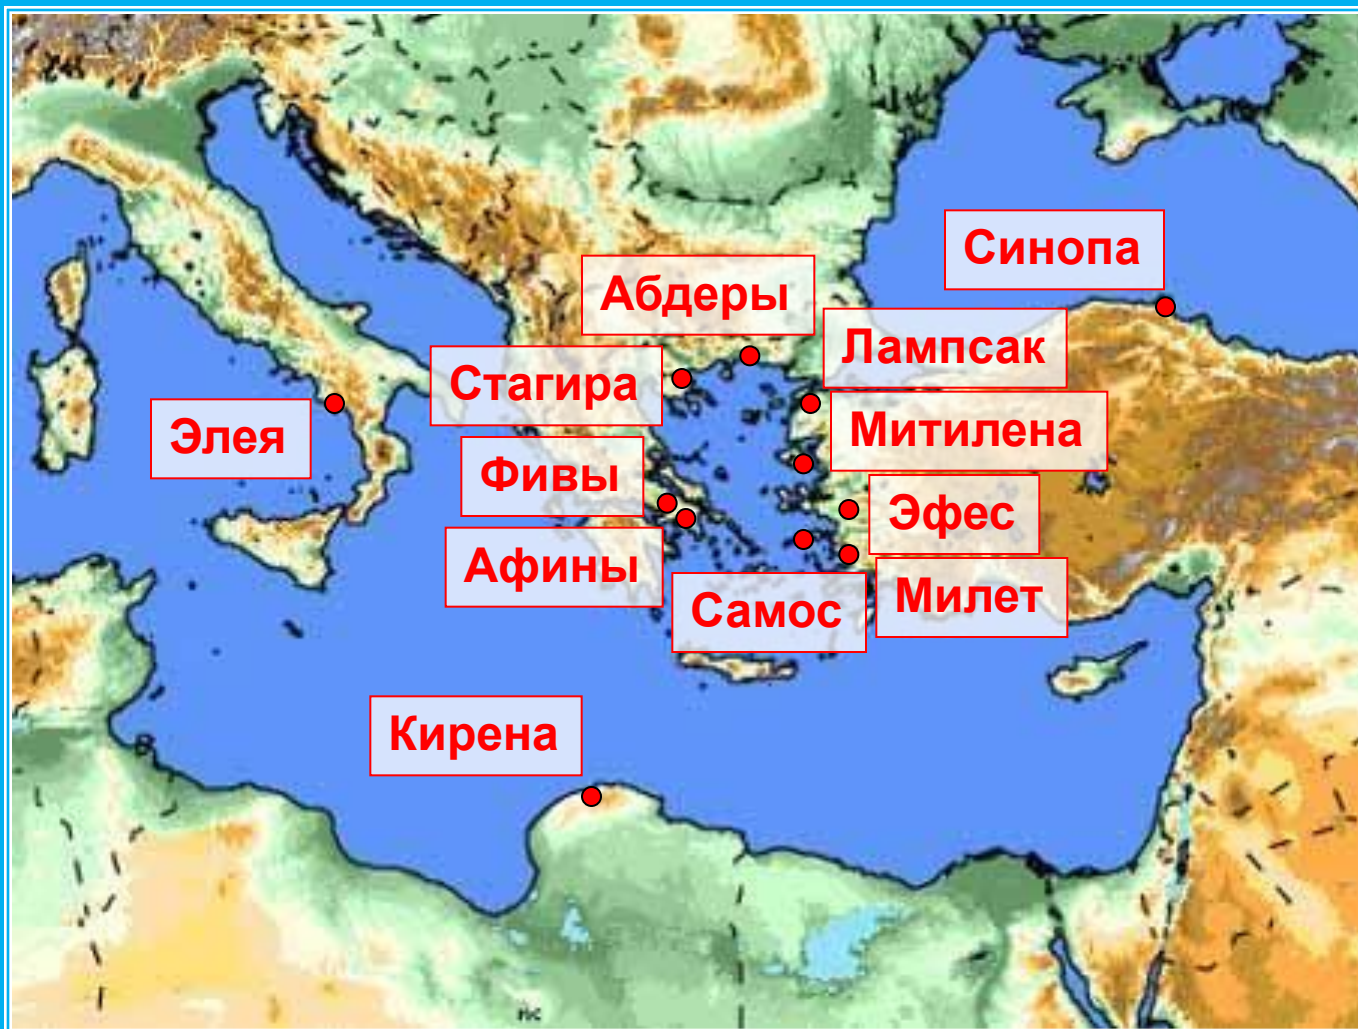 Синопа
Абдеры
Лампсак
Стагира
Элея
Митилена
Фивы
Эфес
Афины
Самос
Милет
Кирена